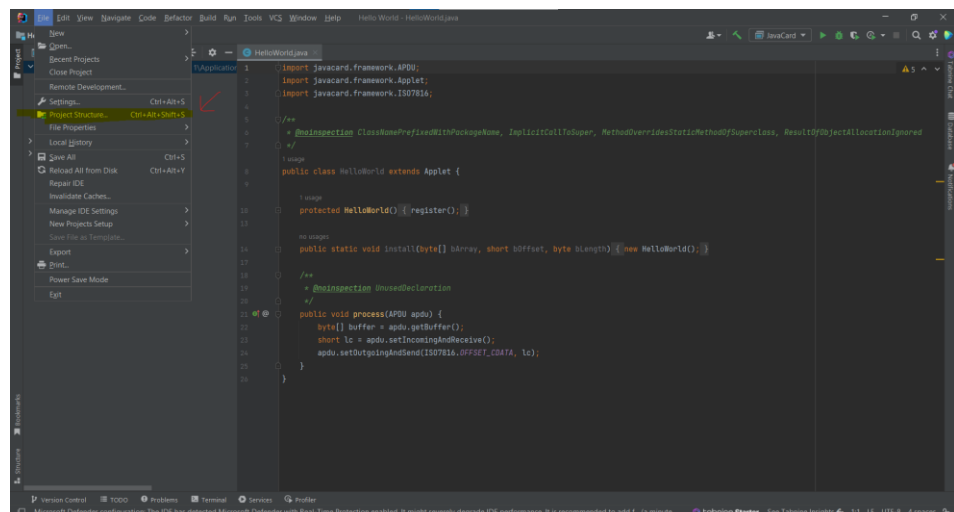 File Edit View Navigate Code Refactor Build Run Tools VCS Window Help Hello World - HelloWorld.java
JavaCard
Project
New
Open...
Recent Projects
Close Project
Remote Development...
Settings... Ctrl+Alt+S
Project Structure... Ctrl+Alt+Shift+S
File Properties
Local History
Save All Ctrl+S
Reload All from Disk Ctrl+Alt+Y
Repair IDE
Invalidate Caches...
Manage IDE Settings
New Projects Setup
Save File as Template...
Export
Print...
Power Save Mode
Exit
Y\Application
HelloWorld.java
5
1 import javacard.framework.APDU;
2 import javacard.framework.Applet;
3 import javacard.framework.ISO7816;
4
5 /**
6 * @noinspection ClassNamePrefixedWithPackageName, ImplicitCallToSuper, MethodOverridesStaticMethodOfSuperclass, ResultOfObjectAllocationIgnored
7 */
1 usage
8 public class HelloWorld extends Applet {
9
1 usage
10 protected HelloWorld() { register(); }
13
no usages
14 public static void install(byte[] bArray, short bOffset, byte bLength) { new HelloWorld(); }
17
18 /**
19 * @noinspection UnusedDeclaration
20 */
21 public void process(APDU apdu) {
22 byte[] buffer = apdu.getBuffer();
23 short lc = apdu.setIncomingAndReceive();
24 apdu.setOutgoingAndSend(ISO7816.OFFSET_CDATA, lc);
25 }
26 }
Tabnine Chat
Database
Notifications
Bookmarks
Structure
Version Control TODO Problems Terminal Services Profiler